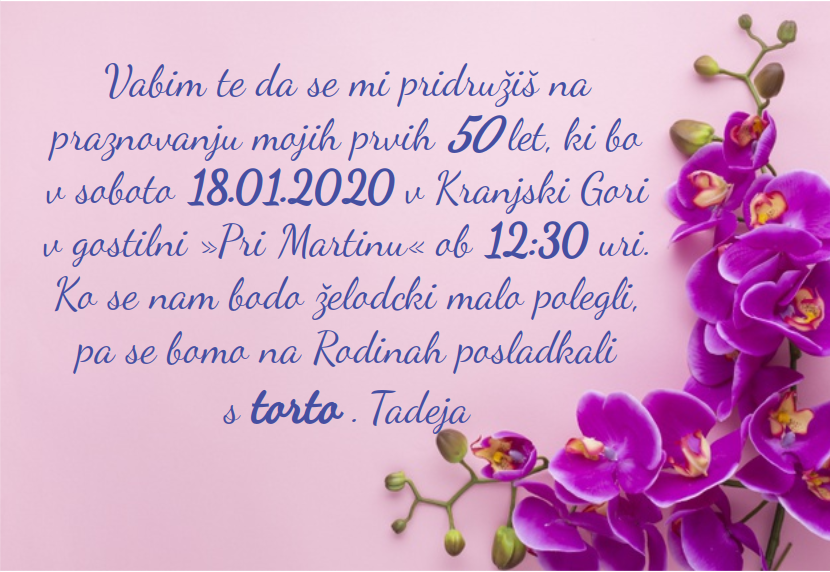 Vabim te da se mi pridružiš na
praznovanju mojih prvih 50 let, ki bo
v soboto 18.01.2020 v Kranjski Gori
v gostilni »Pri Martinu« ob 12:30 uri.
Ko se nam bodo želodcki malo polegli,
pa se bomo na Rodinah posladkali
s torto . Tadeja